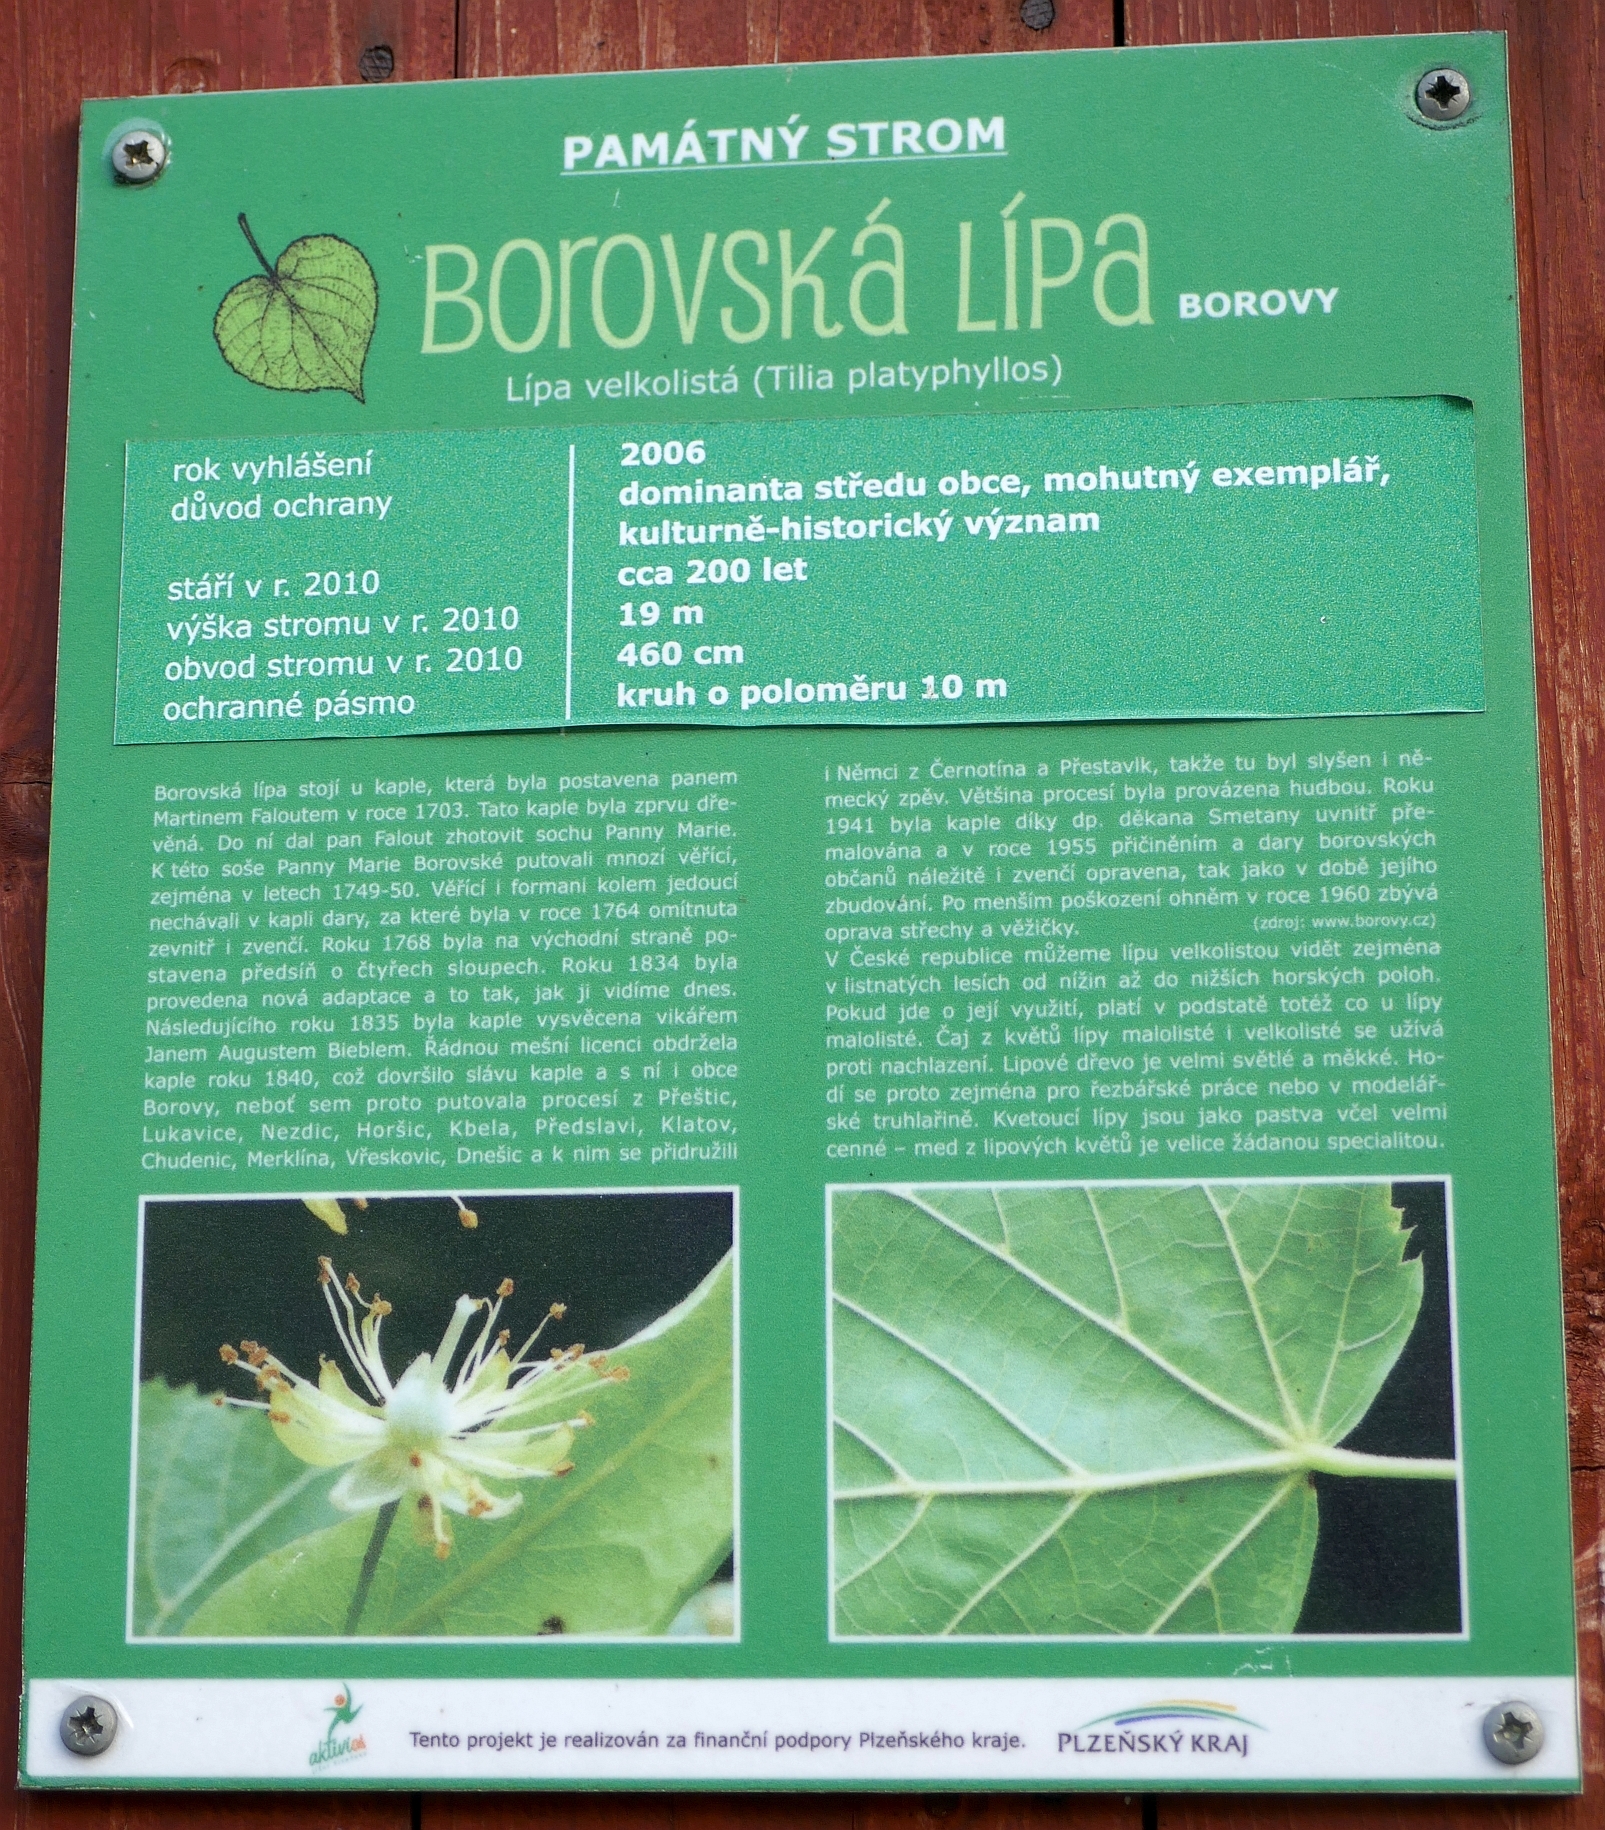 PAMÁTNÝ STROM
BOROVSKÁ LÍPA BOROVY
Lípa velkolistá (Tilia platyphyllos)
rok vyhlášení 2006
důvod ochrany dominanta středu obce, mohutný exemplář,
kulturně-historický význam
stáří v r. 2010 cca 200 let
výška stromu v r. 2010 19 m
obvod stromu v r. 2010 460 cm
ochranné pásmo kruh o poloměru 10 m
Borovská lípa stojí u kaple, která byla postavena panem
Martinem Faloutem v roce 1703. Tato kaple byla zprvu dře-
věná. Do ní dal pan Falout zhotovit sochu Panny Marie.
K této soše Panny Marie Borovské putovali mnozí věřící,
zejména v letech 1749-50. Věřící i formani kolem jedoucí
nechávali v kapli dary, za které byla v roce 1764 omítnuta
zevnitř i zvenčí. Roku 1768 byla na východní straně po-
stavena předsíň o čtyřech sloupech. Roku 1834 byla
provedena nová adaptace a to tak, jak ji vidíme dnes.
Následujícího roku 1835 byla kaple vysvěcena vikářem
Janem Augustem Bieblem. Řádnou mešní licenci obdržela
kaple roku 1840, což dovršilo slávu kaple a s ní i obce
Borovy, neboť sem proto putovala procesí z Přeštic,
Lukavice, Nezdic, Horšic, Kbela, Předslavi, Klatov,
Chudenic, Merklína, Vřeskovic, Dnešic a k nim se přidružili
i Němci z Černotína a Přestavlk, takže tu byl slyšen i ně-
mecký zpěv. Většina procesí byla provázena hudbou. Roku
1941 byla kaple díky dp. děkana Smetany uvnitř pře-
malována a v roce 1955 přičiněním a dary borovských
občanů náležitě i zvenčí opravena, tak jako v době jejího
zbudování. Po menším poškození ohněm v roce 1960 zbývá
oprava střechy a věžičky. (zdroj: www.borovy.cz)
V České republice můžeme lípu velkolistou vidět zejména
v listnatých lesích od nížin až do nižších horských poloh.
Pokud jde o její využití, platí v podstatě totéž co u lípy
malolisté. Čaj z květů lípy malolisté i velkolisté se užívá
proti nachlazení. Lipové dřevo je velmi světlé a měkké. Ho-
dí se proto zejména pro řezbářské práce nebo v modelář-
ské truhlařině. Kvetoucí lípy jsou jako pastva včel velmi
cenné – med z lipových květů je velice žádanou specialitou.
aktivios
Tento projekt je realizován za finanční podpory Plzeňského kraje.
PLZEŇSKÝ KRAJ